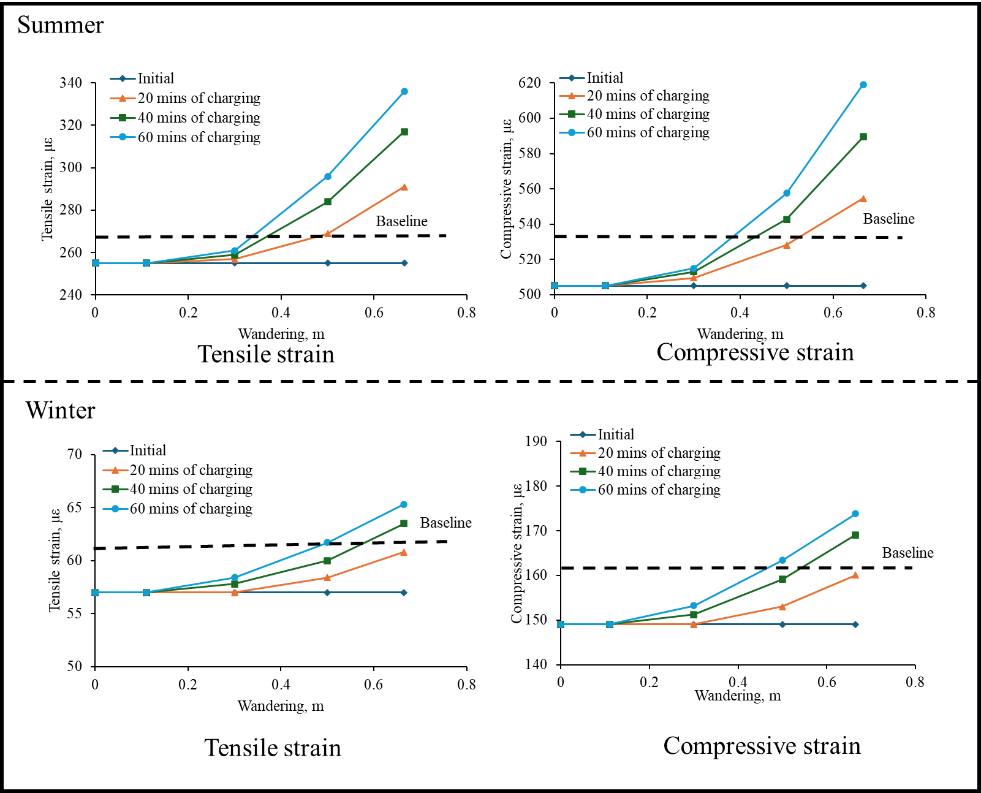 Summer
Initial
20 mins of charging
40 mins of charging
60 mins of charging
Tensile strain, με
340
320
300
280
260
240
Baseline
0 0.2 0.4 0.6 0.8
Wandering, m
Tensile strain
Initial
20 mins of charging
40 mins of charging
60 mins of charging
Compressive strain, με
620
600
580
560
540
520
500
Baseline
0 0.2 0.4 0.6 0.8
Wandering, m
Compressive strain
Winter
Initial
20 mins of charging
40 mins of charging
60 mins of charging
Tensile strain, με
70
65
60
55
50
Baseline
0 0.2 0.4 0.6 0.8
Wandering, m
Tensile strain
Initial
20 mins of charging
40 mins of charging
60 mins of charging
Compressive strain, με
190
180
170
160
150
140
Baseline
0 0.2 0.4 0.6 0.8
Wandering, m
Compressive strain